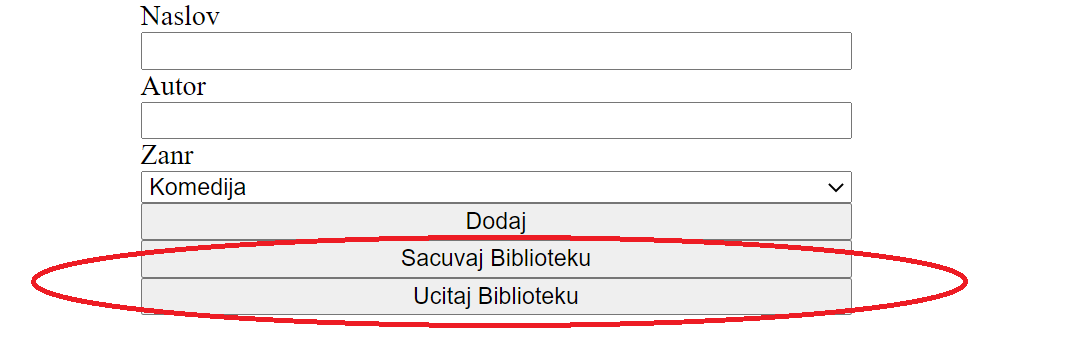 Naslov
Autor
Zanr
Komedija
Dodaj
Sacuvaj Biblioteku
Ucitaj Biblioteku